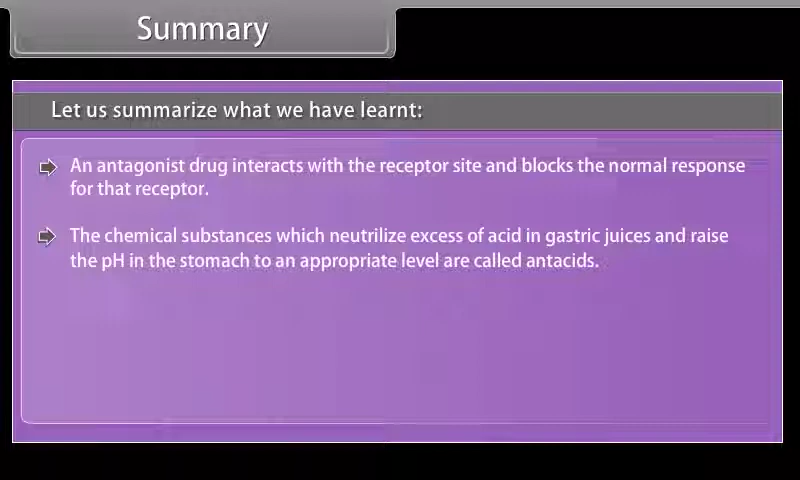 Summary
Let us summarize what we have learnt:
An antagonist drug interacts with the receptor site and blocks the normal response
for that receptor.
The chemical substances which neutrilize excess of acid in gastric juices and raise
the pH in the stomach to an appropriate level are called antacids.